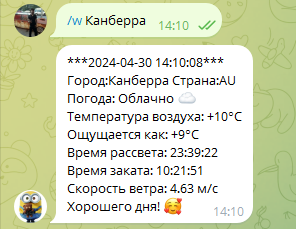 /w Канберра
14:10
***2024-04-30 14:10:08***
Город:Канберра Страна:AU
Погода: Облачно ☁️
Температура воздуха: +10°C
Ощущается как: +9°C
Время рассвета: 23:39:22
Время заката: 10:21:51
Скорость ветра: 4.63 м/с
Хорошего дня! 🥰
14:10